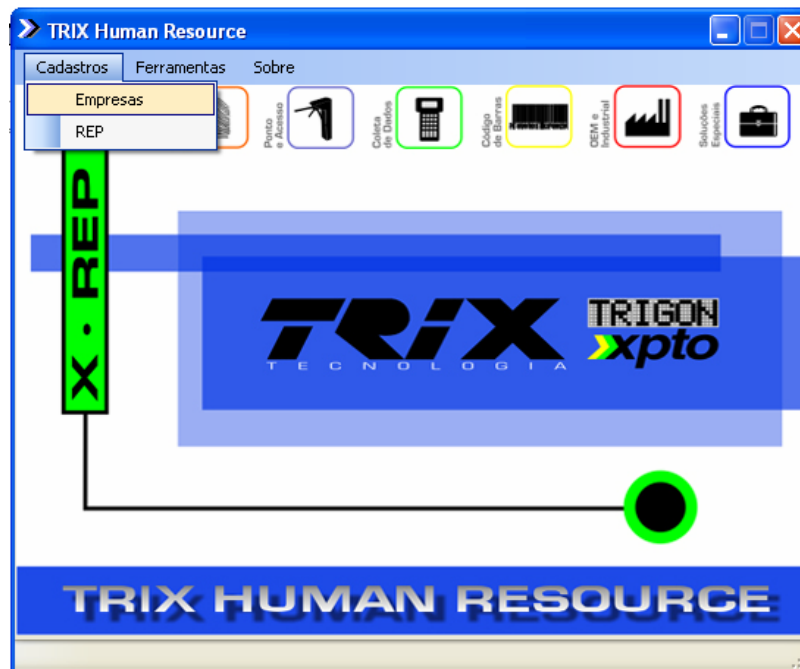 TRIX Human Resource
Cadastros Ferramentas Sobre
Empresas
REP
Ponto
e Acesso
Coleta
de Dados
Código
de Barras
OEM e
Industrial
Soluções
Especiais
X • REP
TRiX
TECNOLOGIA
TRIGON
xpto
TRIX HUMAN RESOURCE